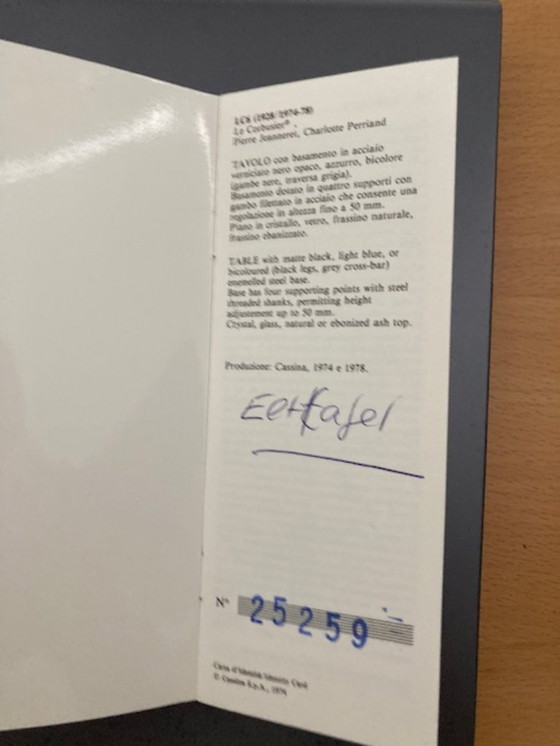 LC6 (1928/1974-78)
Le Corbusier®,
Pierre Jeanneret, Charlotte Perriand
TAVOLO con basamento in acciaio
verniciato nero opaco, azzurro, bicolore
(gambe nere, traversa grigia).
Basamento dotato in quattro supporti con
gambo filettato in acciaio che consente una
regolazione in altezza fino a 50 mm.
Piano in cristallo, vetro, frassino naturale,
frassino ebanizzato.
TABLE with matte black, light blue, or
bicoloured (black legs, grey cross-bar)
enamelled steel base.
Base has four supporting points with steel
threaded shanks, permitting height
adjustement up to 50 mm.
Crystal, glass, natural or ebonized ash top.
Produzione: Cassina, 1974 e 1978.
Eettafel
N° 25259
Carta d'Identità/Identity Card
© Cassina S.p.A., 1976